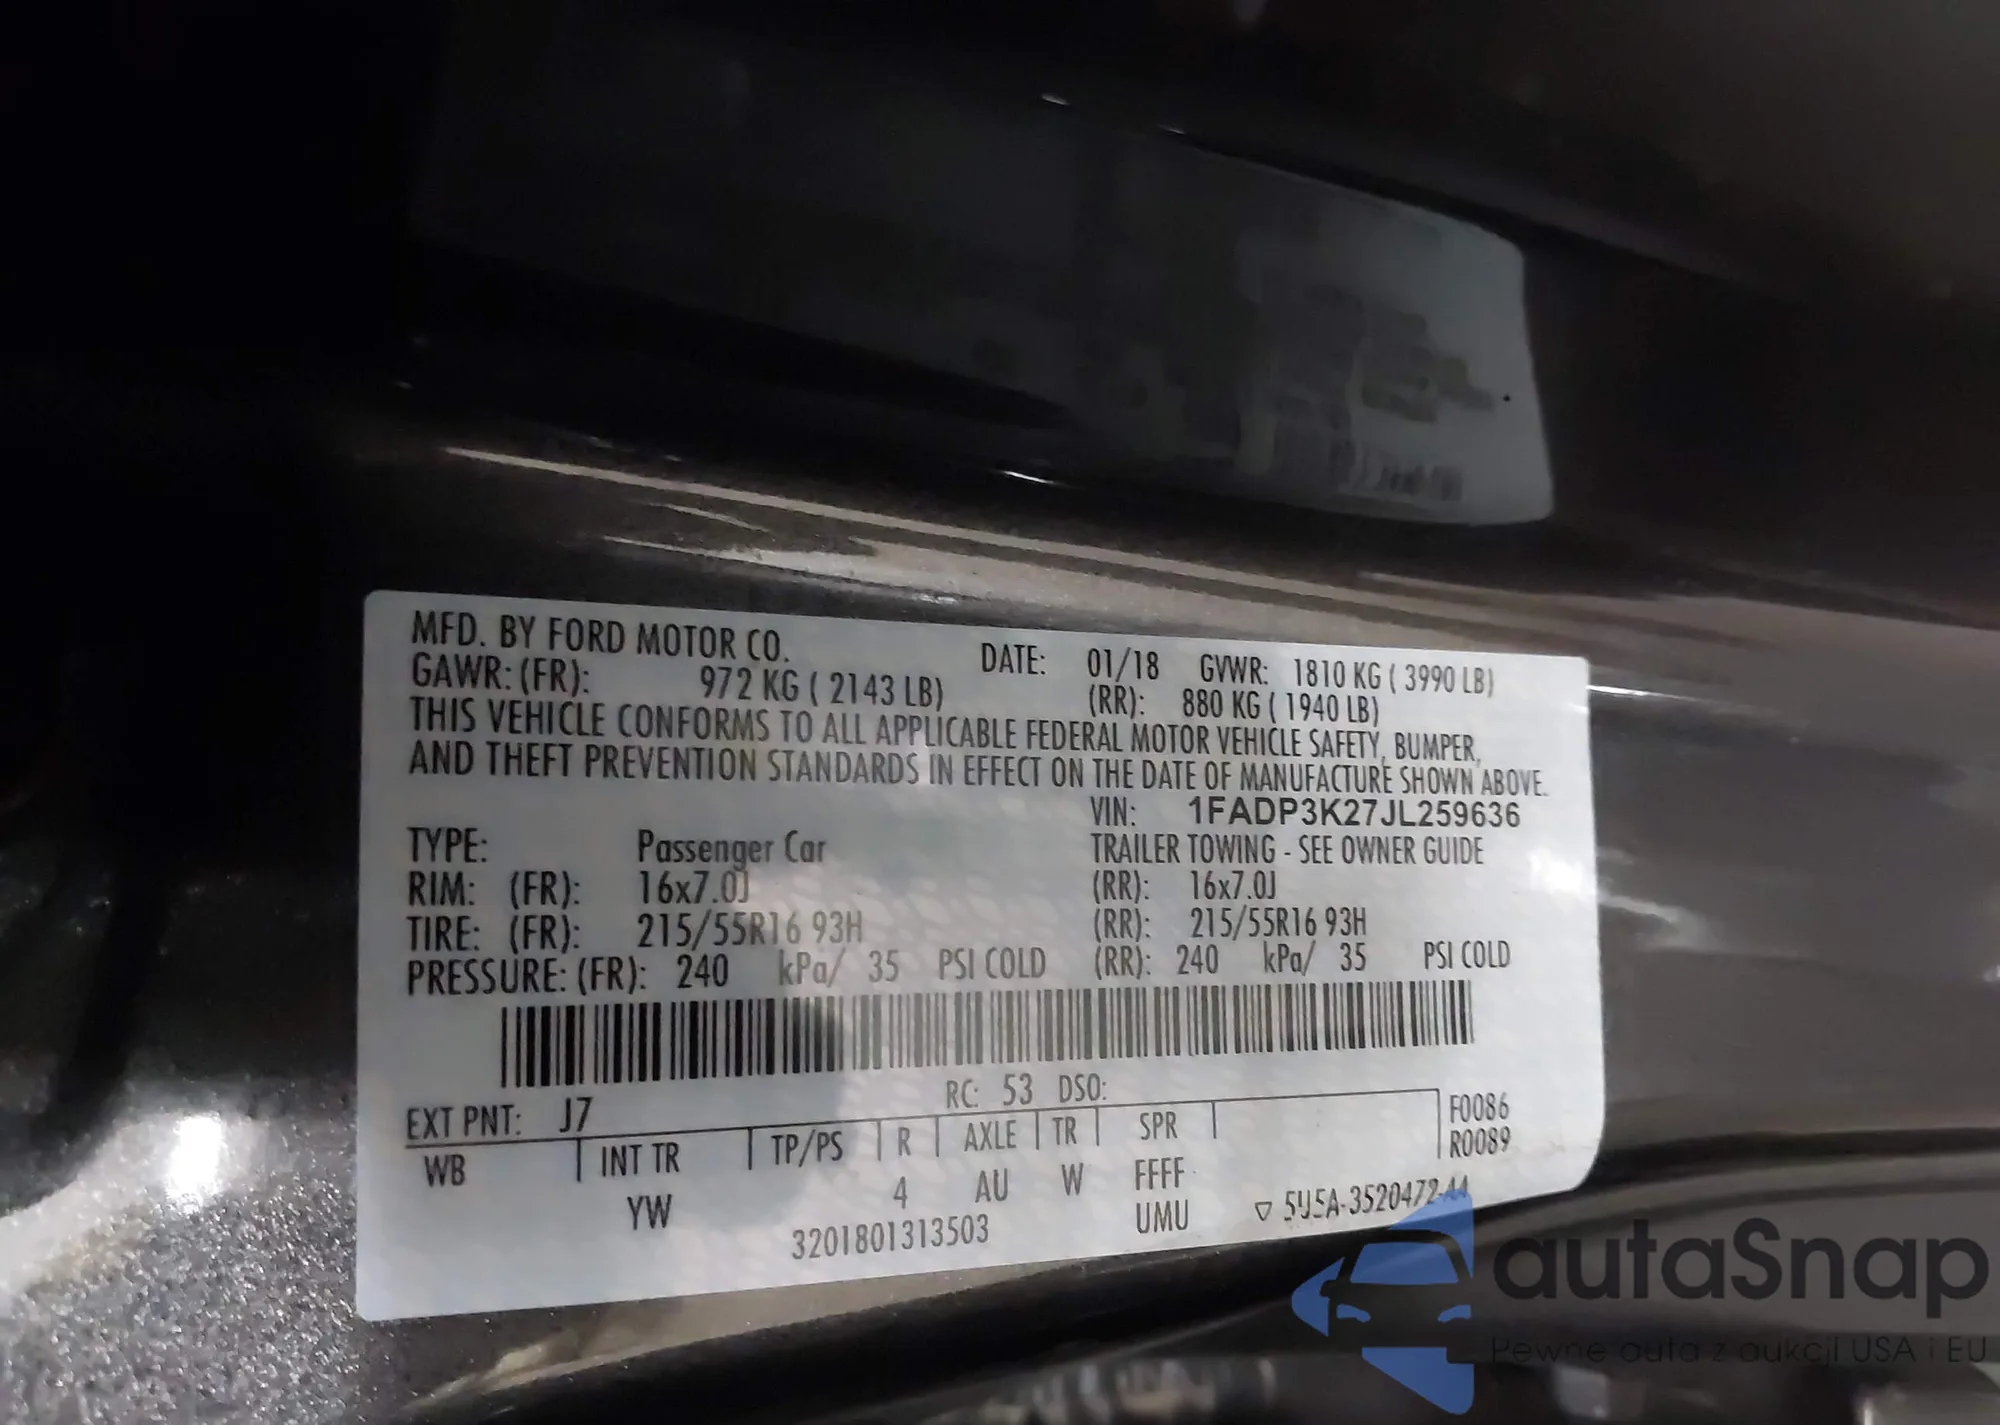 MFD. BY FORD MOTOR CO. DATE: 01/18 GVWR: 1810 KG ( 3990 LB)
GAWR: (FR): 972 KG ( 2143 LB) (RR): 880 KG ( 1940 LB)
THIS VEHICLE CONFORMS TO ALL APPLICABLE FEDERAL MOTOR VEHICLE SAFETY, BUMPER,
AND THEFT PREVENTION STANDARDS IN EFFECT ON THE DATE OF MANUFACTURE SHOWN ABOVE.
VIN: 1FADP3K27JL259636
TYPE: Passenger Car TRAILER TOWING - SEE OWNER GUIDE
RIM: (FR): 16x7.0J (RR): 16x7.0J
TIRE: (FR): 215/55R16 93H (RR): 215/55R16 93H
PRESSURE: (FR): 240 kPa/ 35 PSI COLD (RR): 240 kPa/ 35 PSI COLD
RC: 53 DSO:
EXT PNT: J7 F0086
WB INT TR TP/PS R AXLE TR SPR R0089
YW 4 AU W FFFF
3201801313503 UMU
autaSnap
Pewne auta z aukcji USA i EU